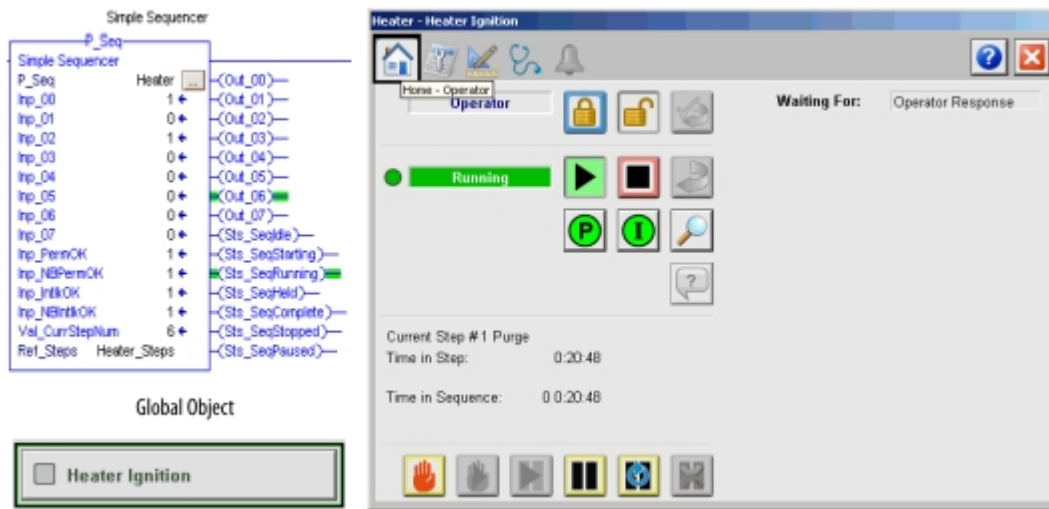 Simple Sequencer
P_Seq
Simple Sequencer
P_Seq Heater ...
Inp_00 1
Inp_01 0
Inp_02 1
Inp_03 0
Inp_04 0
Inp_05 0
Inp_06 0
Inp_07 0
Inp_PermOK 1
Inp_NBPermOK 1
Inp_IntlkOK 1
Inp_NBIntlkOK 1
Val_CurrStepNum 6
Ref_Steps Heater_Steps
(Out_00)
(Out_01)
(Out_02)
(Out_03)
(Out_04)
(Out_05)
(Out_06)
(Out_07)
(Sts_SeqIdle)
(Sts_SeqStarting)
(Sts_SeqRunning)
(Sts_SeqHeld)
(Sts_SeqComplete)
(Sts_SeqStopped)
(Sts_SeqPaused)
Global Object
Heater Ignition
Heater - Heater Ignition
?
Home - Operator
Operator
Waiting For: Operator Response
Running
P I
?
Current Step #1 Purge
Time in Step: 0:20:48
Time in Sequence: 0 0:20:48